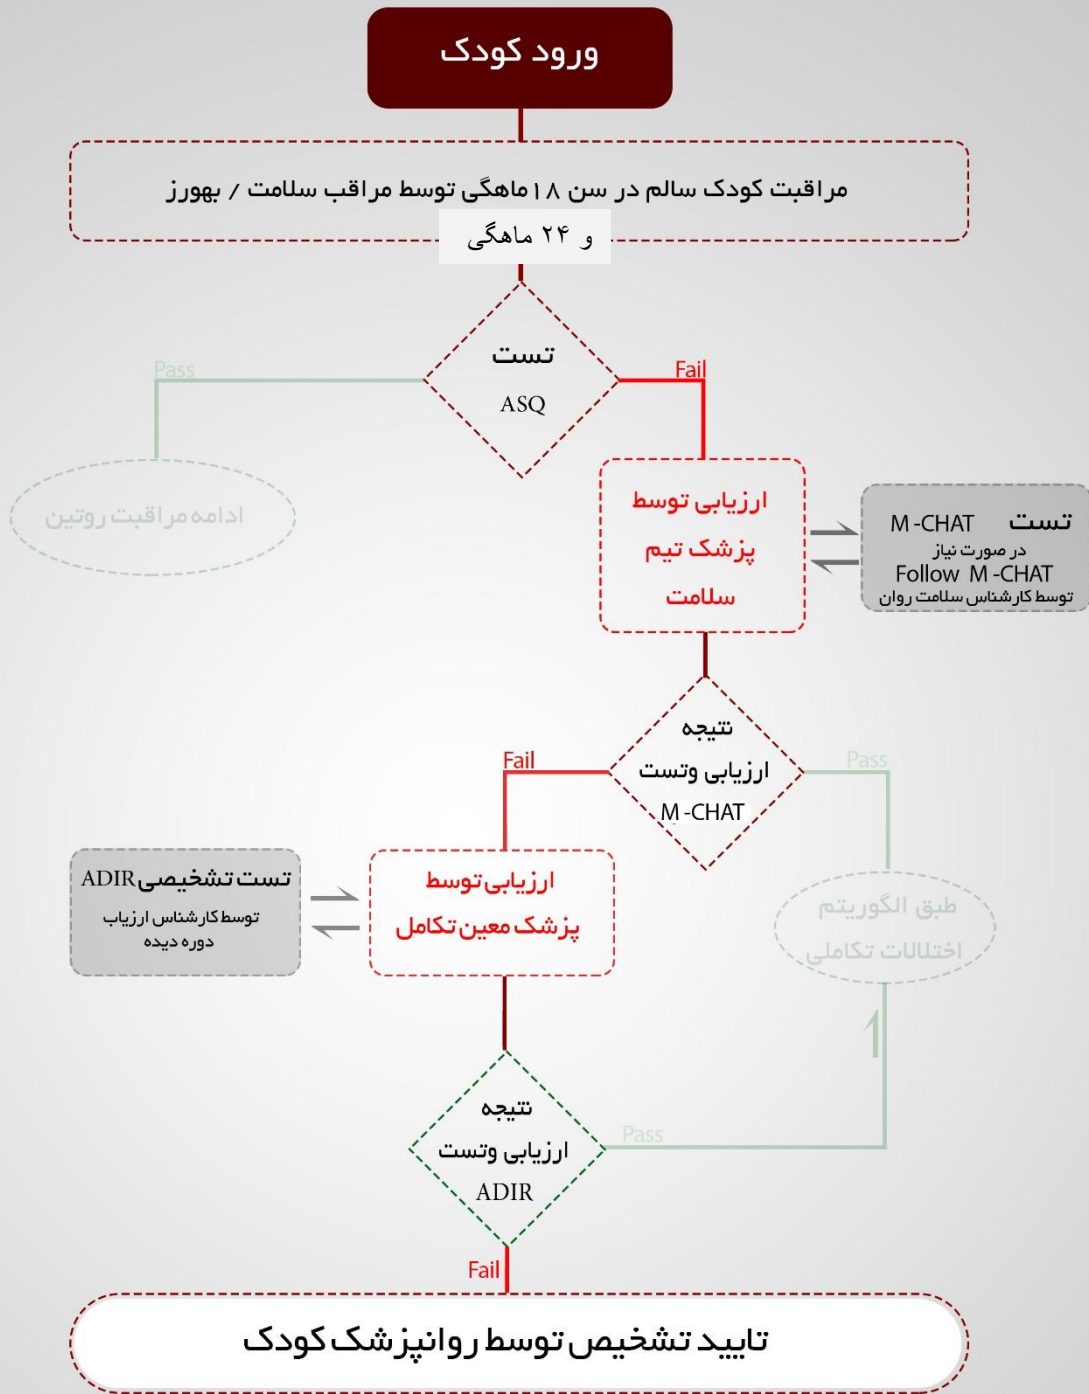 ورود کودک
مراقبت کودک سالم در سن ۱۸ماهگی توسط مراقب سلامت / بهورز
و ۲۴ ماهگی
تست
ASQ
Pass
Fail
ادامه مراقبت روتین
ارزیابی توسط
پزشک تیم
سلامت
تست M-CHAT
در صورت نیاز
Follow M-CHAT
توسط کارشناس سلامت روان
نتیجه
ارزیابی وتست
M-CHAT
Fail
Pass
تست تشخیصی ADIR
توسط کارشناس ارزیاب
دوره دیده
ارزیابی توسط
پزشک معین تکامل
طبق الگوریتم
اختلالات تکاملی
نتیجه
ارزیابی وتست
ADIR
Pass
Fail
تایید تشخیص توسط روانپزشک کودک